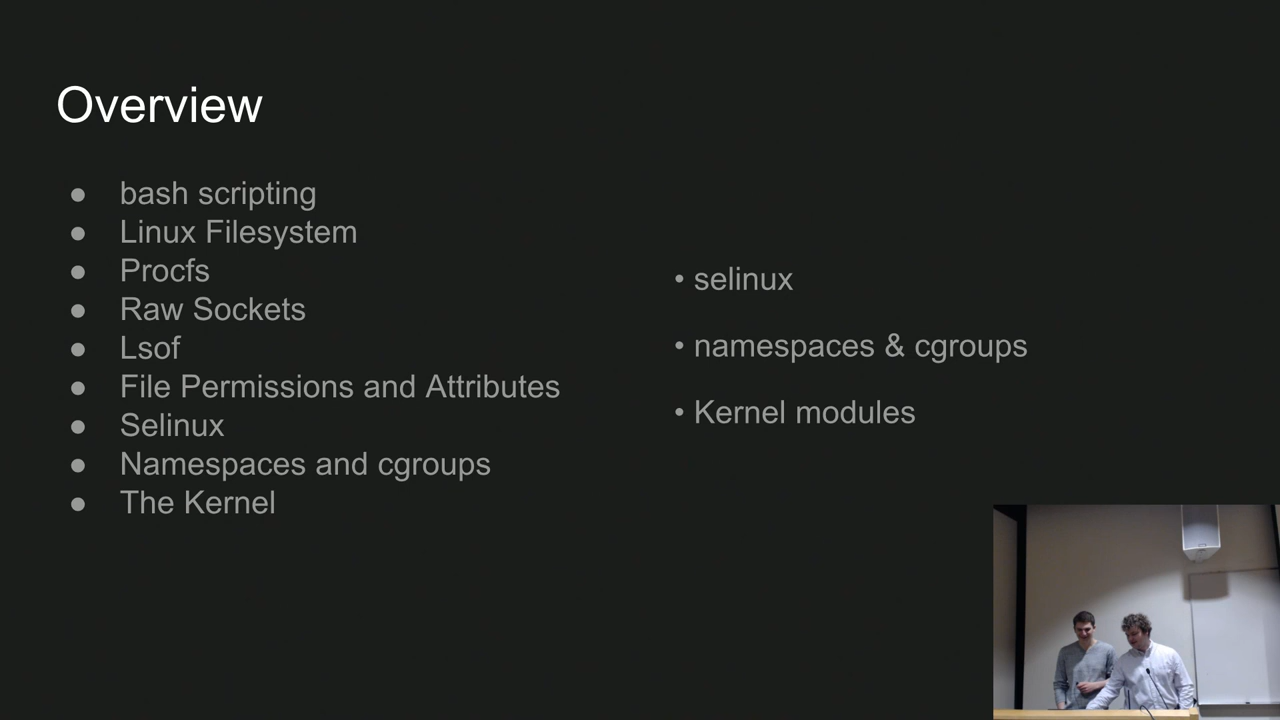 Overview
● bash scripting
● Linux Filesystem
● Procfs
● Raw Sockets
● Lsof
● File Permissions and Attributes
● Selinux
● Namespaces and cgroups
● The Kernel
• selinux
• namespaces & cgroups
• Kernel modules